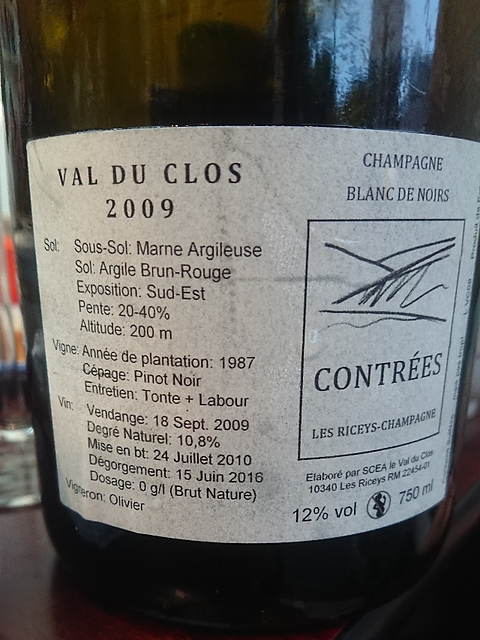 VAL DU CLOS
2009
Sol: Sous-Sol: Marne Argileuse
Sol: Argile Brun-Rouge
Exposition: Sud-Est
Pente: 20-40%
Altitude: 200 m
Vigne: Année de plantation: 1987
Cépage: Pinot Noir
Entretien: Tonte + Labour
Vin: Vendange: 18 Sept. 2009
Degré Naturel: 10,8%
Mise en bt: 24 Juillet 2010
Dégorgement: 15 Juin 2016
Dosage: 0 g/l (Brut Nature)
Vigneron: Olivier
CHAMPAGNE
BLANC DE NOIRS
CONTRÉES
LES RICEYS-CHAMPAGNE
Elaboré par SCEA le Val du Clos
10340 Les Riceys RM 22454-01
12% vol 750 ml